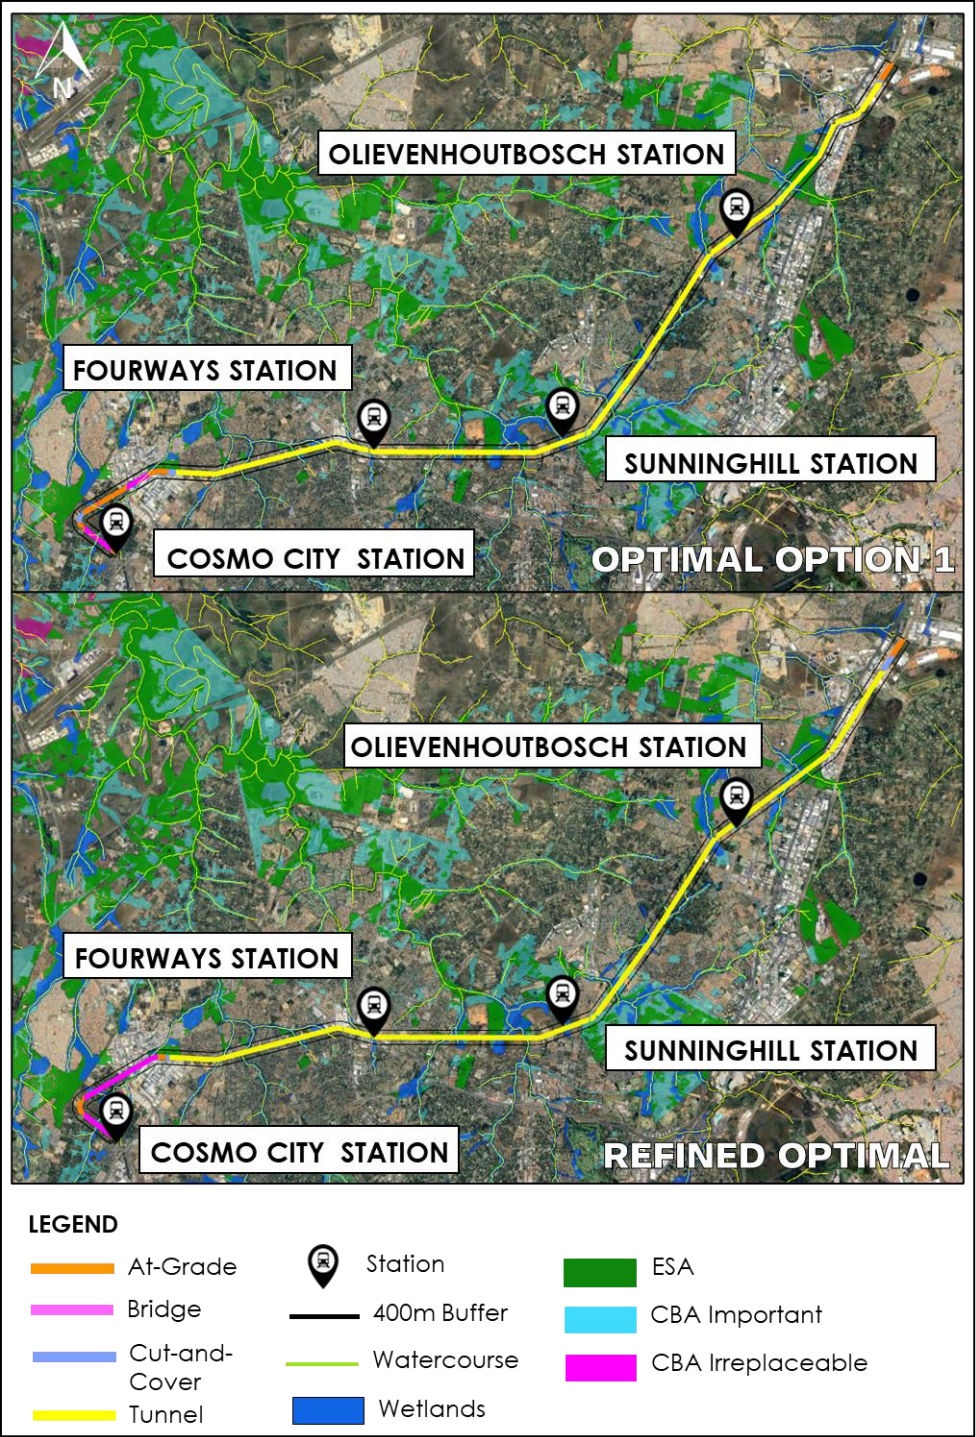 N
OLIEVENHOUTBOSCH STATION
FOURWAYS STATION
SUNNINGHILL STATION
COSMO CITY STATION
OPTIMAL OPTION 1
OLIEVENHOUTBOSCH STATION
FOURWAYS STATION
SUNNINGHILL STATION
COSMO CITY STATION
REFINED OPTIMAL
LEGEND
At-Grade
Bridge
Cut-and-
Cover
Tunnel
Station
400m Buffer
Watercourse
Wetlands
ESA
CBA Important
CBA Irreplaceable